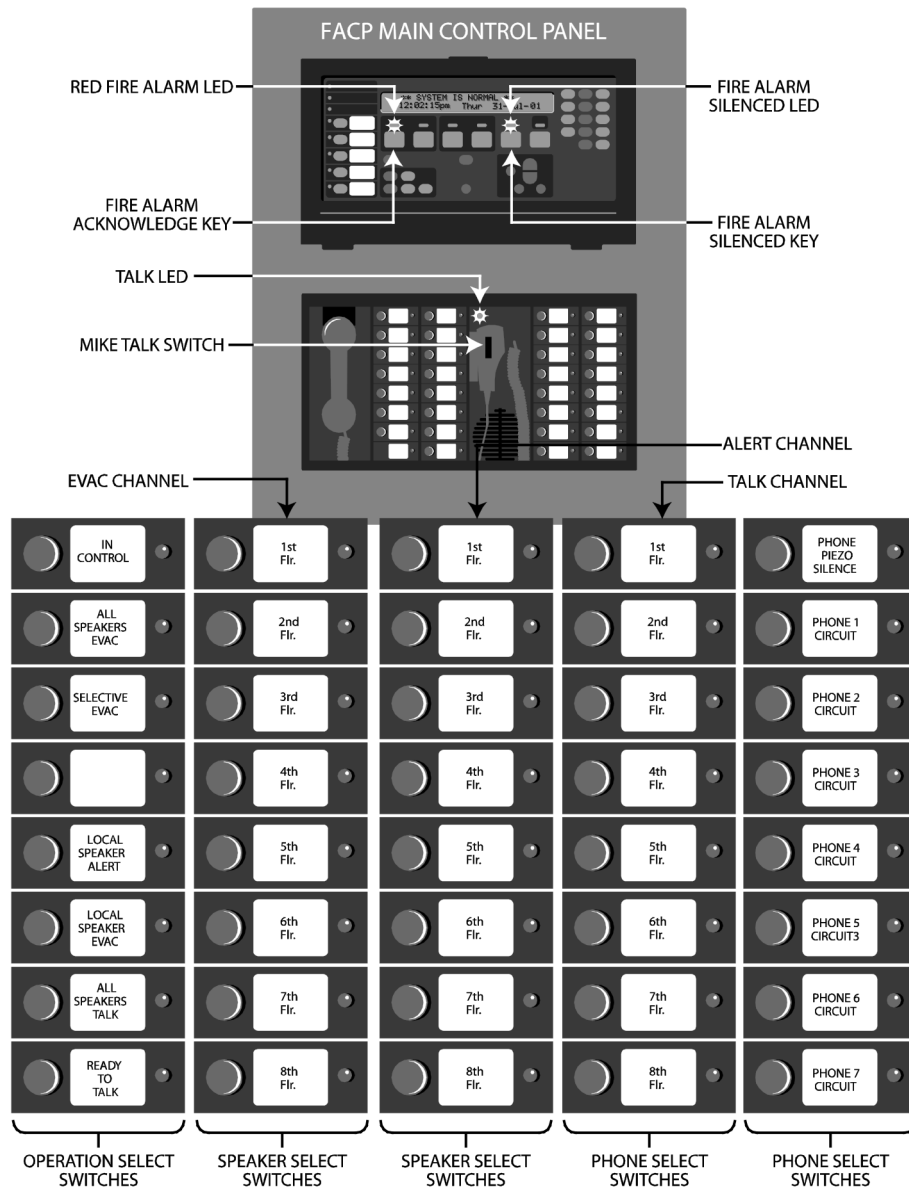 FACP MAIN CONTROL PANEL
RED FIRE ALARM LED
FIRE ALARM
SILENCED LED
** SYSTEM IS NORMAL
12:02:15pm Thur 31-
-01
FIRE ALARM
ACKNOWLEDGE KEY
FIRE ALARM
SILENCED KEY
TALK LED
MIKE TALK SWITCH
ALERT CHANNEL
EVAC CHANNEL
TALK CHANNEL
IN
CONTROL
1st
Flr.
1st
Flr.
1st
Flr.
PHONE
PIEZO
SILENCE
ALL
SPEAKERS
EVAC
2nd
Flr.
2nd
Flr.
2nd
Flr.
PHONE 1
CIRCUIT
SELECTIVE
EVAC
3rd
Flr.
3rd
Flr.
3rd
Flr.
PHONE 2
CIRCUIT
4th
Flr.
4th
Flr.
4th
Flr.
PHONE 3
CIRCUIT
LOCAL
SPEAKER
ALERT
5th
Flr.
5th
Flr.
5th
Flr.
PHONE 4
CIRCUIT
LOCAL
SPEAKER
EVAC
6th
Flr.
6th
Flr.
6th
Flr.
PHONE 5
CIRCUIT3
ALL
SPEAKERS
TALK
7th
Flr.
7th
Flr.
7th
Flr.
PHONE 6
CIRCUIT
READY
TO
TALK
8th
Flr.
8th
Flr.
8th
Flr.
PHONE 7
CIRCUIT
OPERATION SELECT
SWITCHES
SPEAKER SELECT
SWITCHES
SPEAKER SELECT
SWITCHES
PHONE SELECT
SWITCHES
PHONE SELECT
SWITCHES